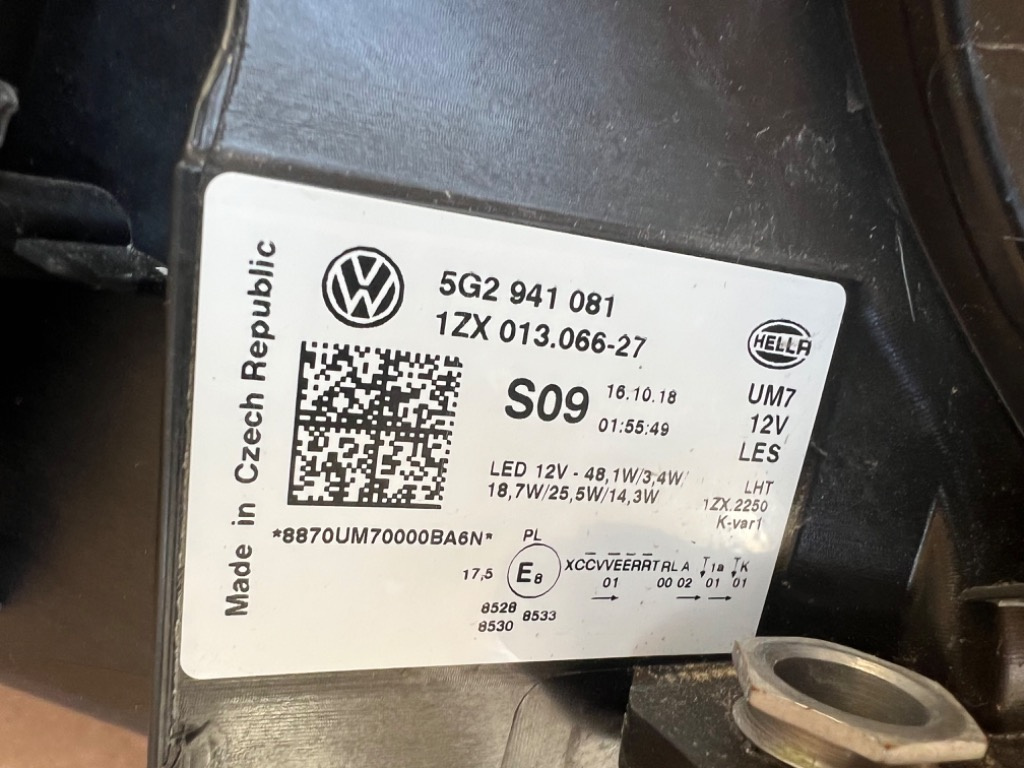 Made in Czech Republic
5G2 941 081
1ZX 013.066-27
HELLA
S09
16.10.18
01:55:49
UM7
12V
LES
LED 12V - 48,1W/3,4W/
18,7W/25,5W/14,3W
LHT
1ZX.2250
K-var1
*8870UM70000BA6N*
PL
17,5
E8
XCCVVEERRT RLA 1a K
01 00 02 01 01
8528 8533
8530